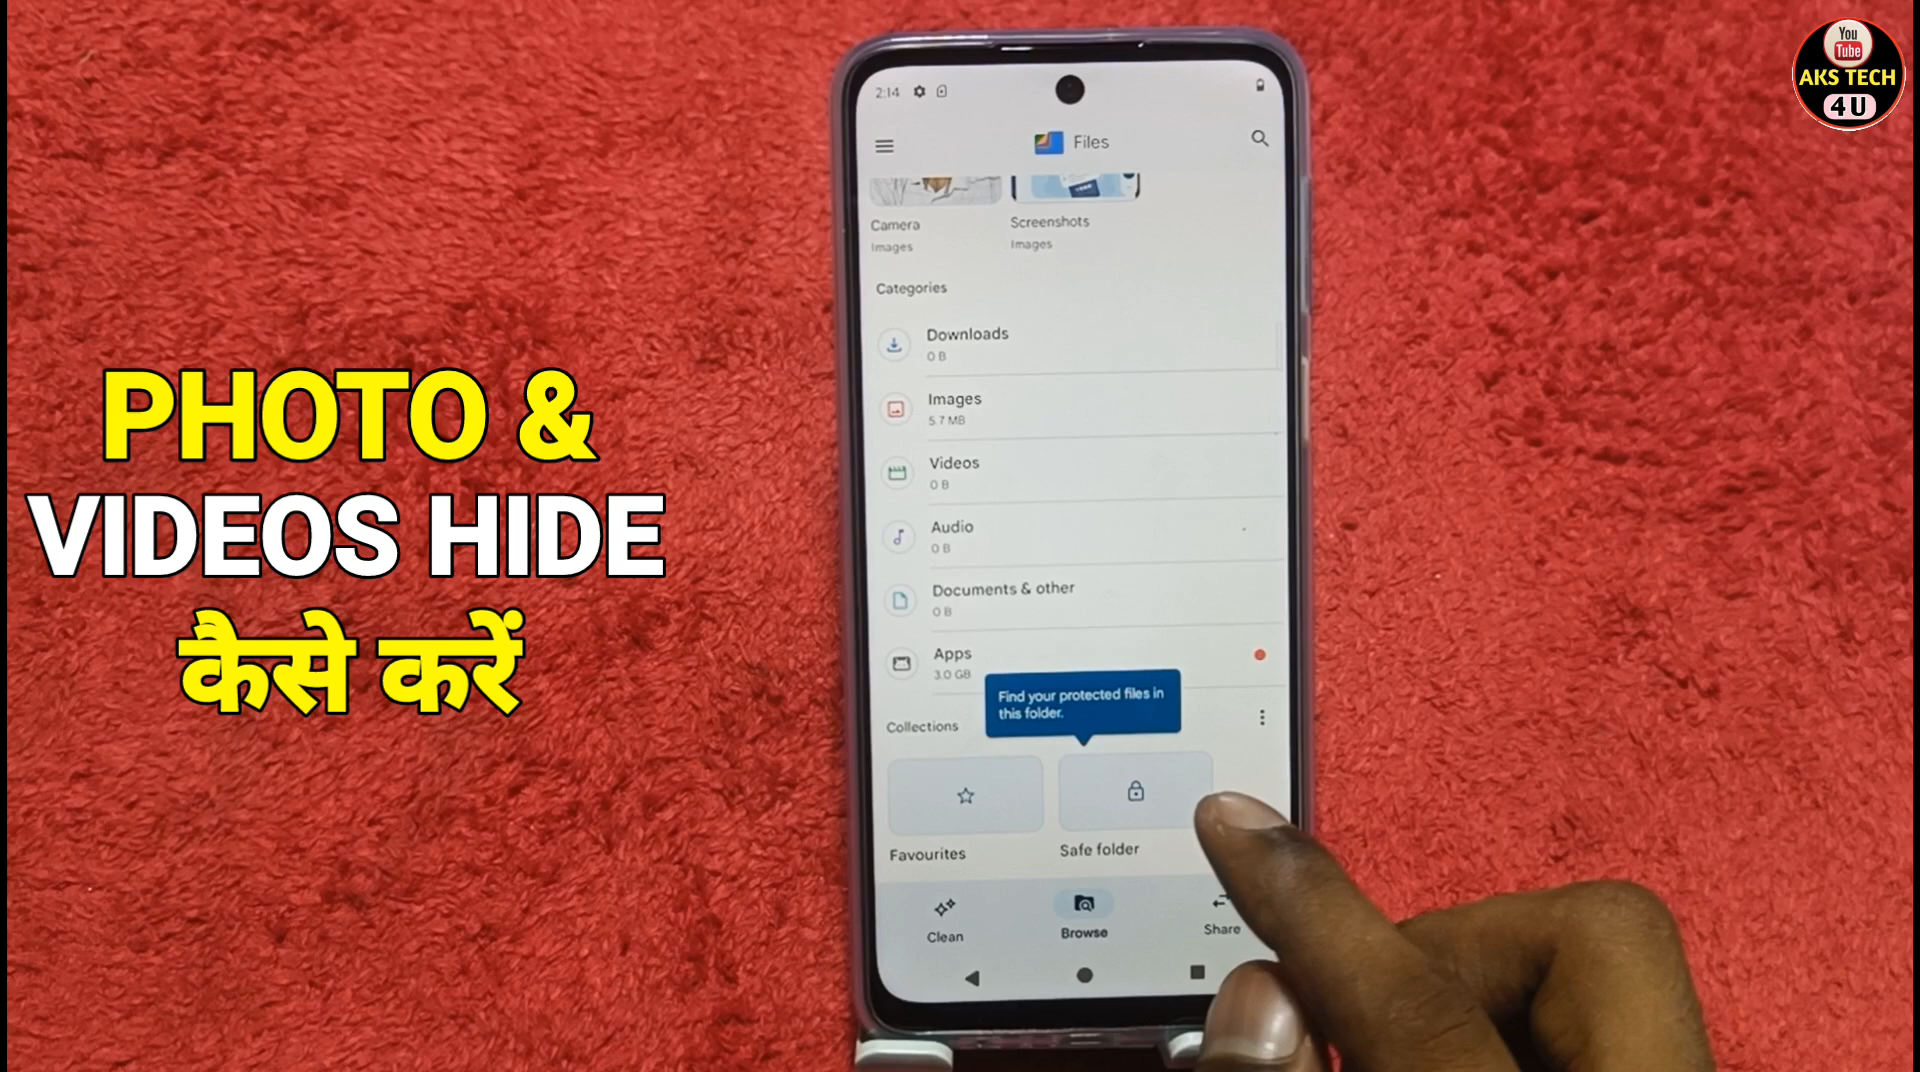 You
Tube
AKS TECH
4U
PHOTO &
VIDEOS HIDE
कैसे करें
2:14
Files
Camera
Images
Screenshots
Images
Categories
Downloads
0 B
Images
5.7 MB
Videos
0 B
Audio
0 B
Documents & other
0 B
Apps
3.0 GB
Find your protected files in
this folder.
Collections
Favourites
Safe folder
Clean
Browse
Share